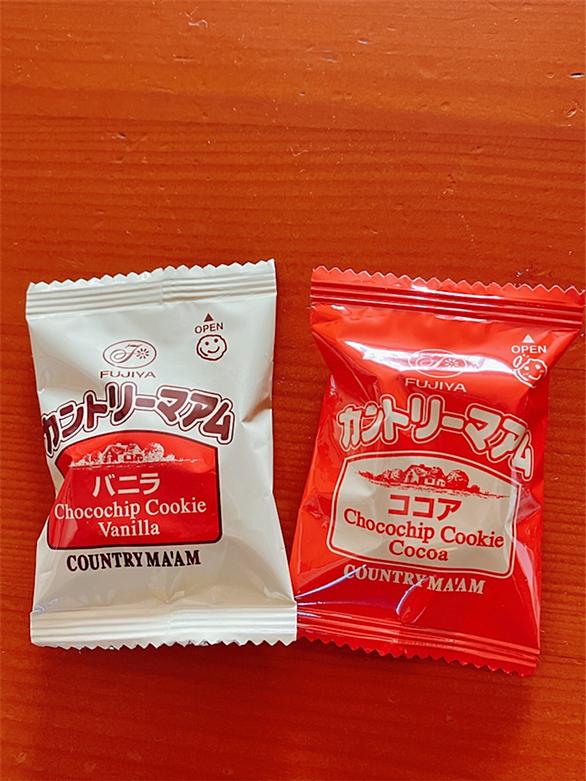 OPEN
FUJIYA
カントリーマアム
バニラ
Chocochip Cookie
Vanilla
COUNTRY MA'AM
OPEN
FUJIYA
カントリーマアム
ココア
Chocochip Cookie
Cocoa
COUNTRY MA'AM